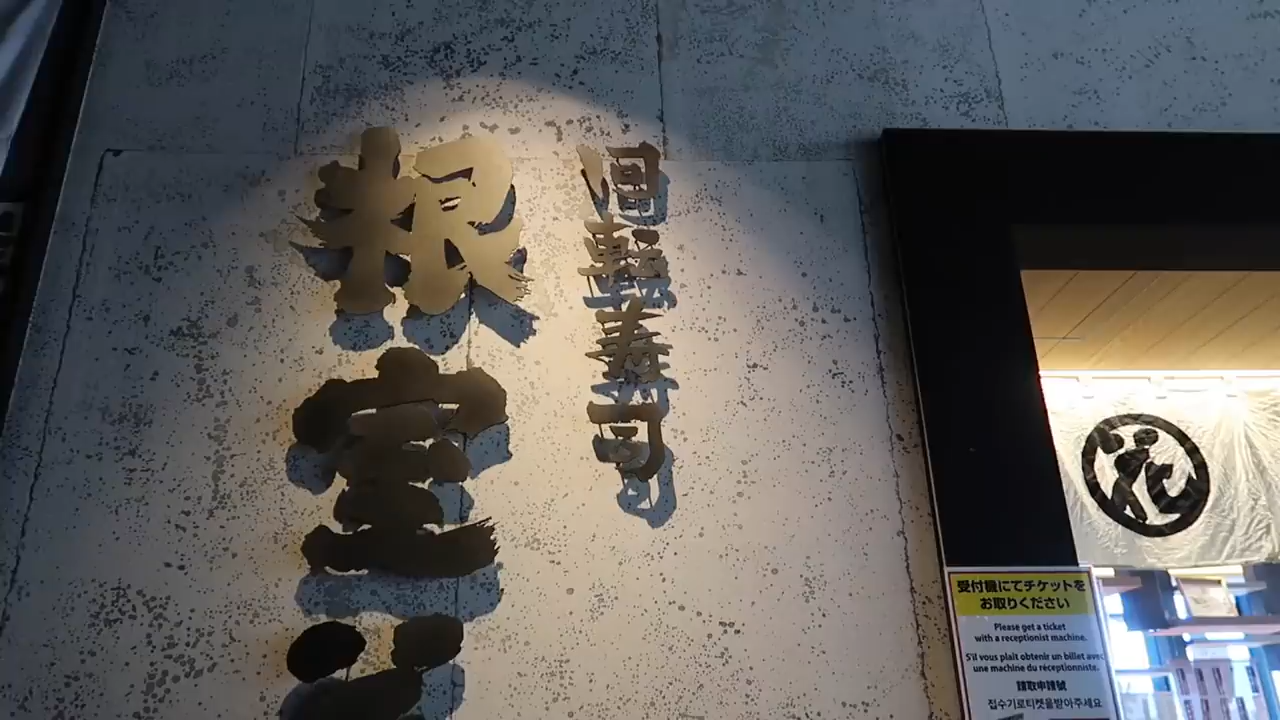 回転寿司
根室
花
受付機にてチケットを
お取りください
Please get a ticket
with a receptionist machine.
S'il vous plaît obtenir un billet avec
une machine du réceptionniste.
請取申請號
접수기로티켓을받아주세요